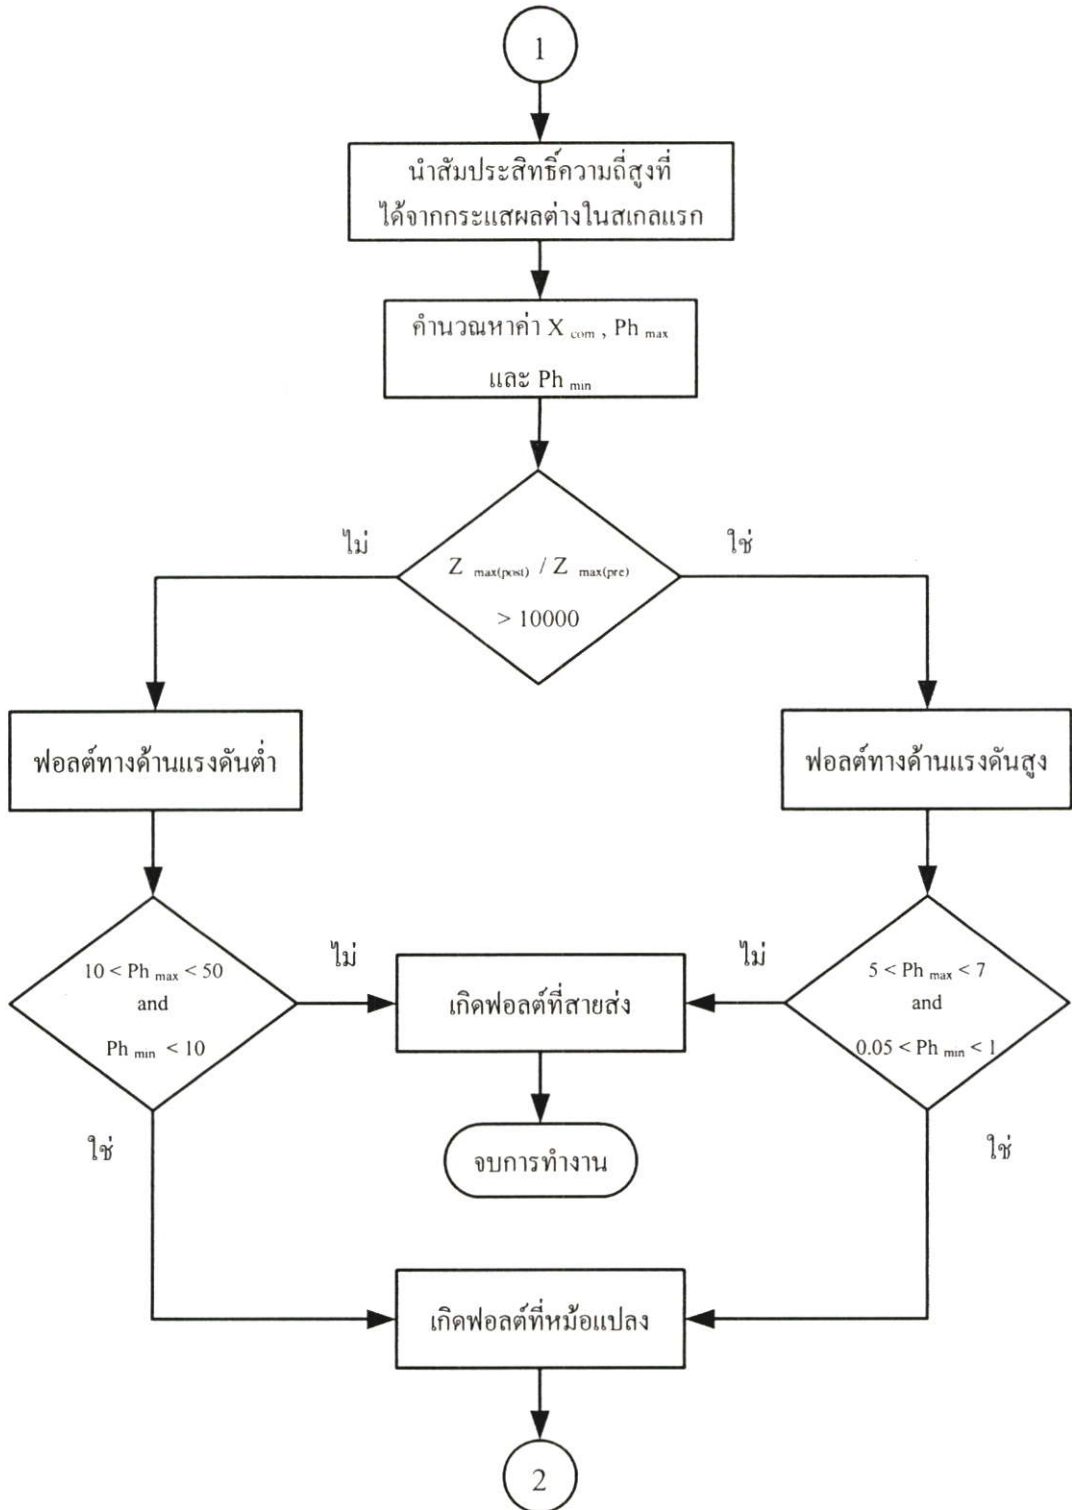 1
นำสัมประสิทธิ์ความถี่สูงที่
ได้จากกระแสผลต่างในสเกลแรก
คำนวณหาค่า X com , Ph max
และ Ph min
ไม่
ใช่
Z max(post) / Z max(pre)
> 10000
ฟอลต์ทางด้านแรงดันต่ำ
ฟอลต์ทางด้านแรงดันสูง
10 < Ph max < 50
and
Ph min < 10
ไม่
เกิดฟอลต์ที่สายส่ง
ไม่
5 < Ph max < 7
and
0.05 < Ph min < 1
ใช่
จบการทำงาน
ใช่
เกิดฟอลต์ที่หม้อแปลง
2